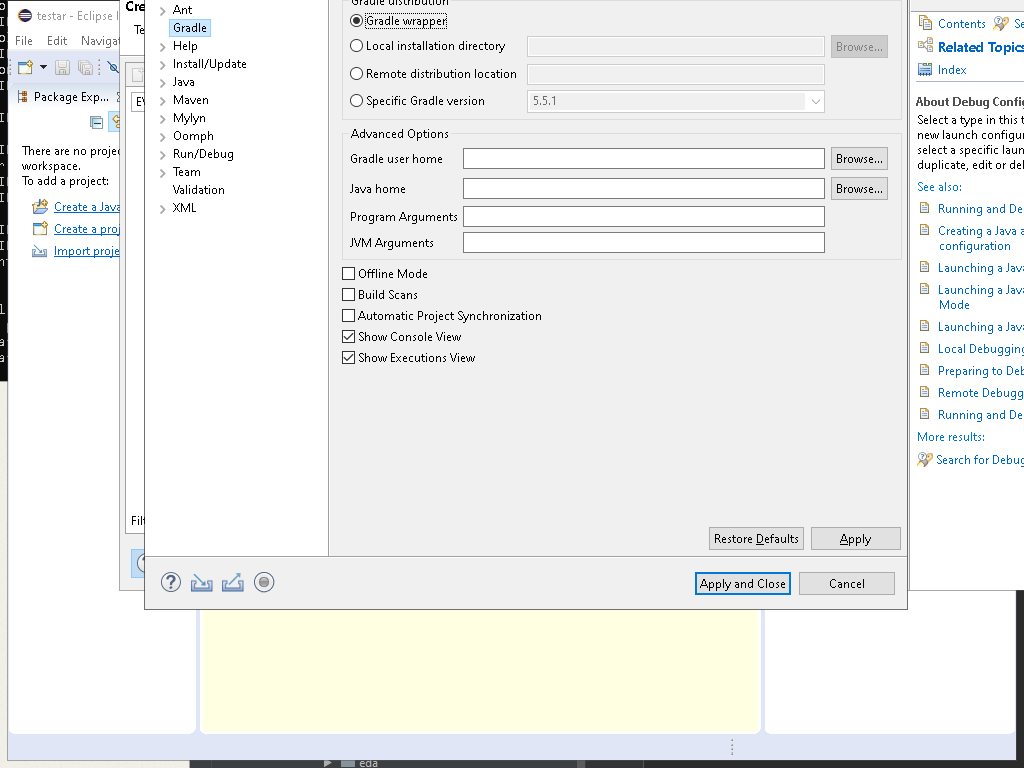 testar - Eclipse I
File Edit Navigat
Package Exp...
There are no proje
workspace.
To add a project:
Create a Java
Create a proj
Import proje
Cre
Te
Filt
Ant
Gradle
Help
Install/Update
Java
Maven
Mylyn
Oomph
Run/Debug
Team
Validation
XML
Gradle distribution
Gradle wrapper
Local installation directory
Browse...
Remote distribution location
Specific Gradle version
5.5.1
Advanced Options
Gradle user home
Browse...
Java home
Browse...
Program Arguments
JVM Arguments
Offline Mode
Build Scans
Automatic Project Synchronization
Show Console View
Show Executions View
Restore Defaults
Apply
Apply and Close
Cancel
Contents Se
Related Topics
Index
About Debug Config
Select a type in this t
new launch configur
select a specific laun
duplicate, edit or del
See also:
Running and De
Creating a Java a
configuration
Launching a Java
Launching a Java
Mode
Launching a Java
Local Debugging
Preparing to Deb
Remote Debugg
Running and De
More results:
Search for Debug
eda